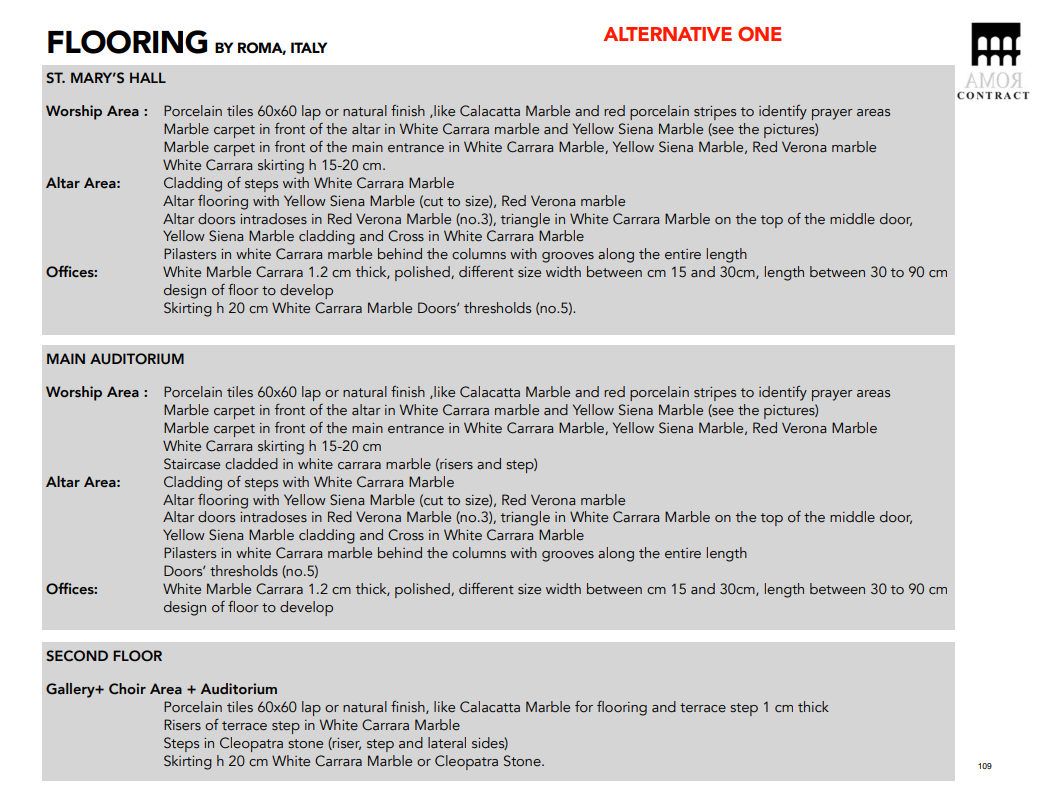 FLOORING BY ROMA, ITALY
ALTERNATIVE ONE
AMOR
ROMA
CONTRACT
ST. MARY'S HALL
Worship Area : Porcelain tiles 60x60 lap or natural finish ,like Calacatta Marble and red porcelain stripes to identify prayer areas
Marble carpet in front of the altar in White Carrara marble and Yellow Siena Marble (see the pictures)
Marble carpet in front of the main entrance in White Carrara Marble, Yellow Siena Marble, Red Verona marble
White Carrara skirting h 15-20 cm.
Altar Area: Cladding of steps with White Carrara Marble
Altar flooring with Yellow Siena Marble (cut to size), Red Verona marble
Altar doors intradoses in Red Verona Marble (no.3), triangle in White Carrara Marble on the top of the middle door,
Yellow Siena Marble cladding and Cross in White Carrara Marble
Pilasters in white Carrara marble behind the columns with grooves along the entire length
Offices: White Marble Carrara 1.2 cm thick, polished, different size width between cm 15 and 30cm, length between 30 to 90 cm
design of floor to develop
Skirting h 20 cm White Carrara Marble Doors' thresholds (no.5).
MAIN AUDITORIUM
Worship Area : Porcelain tiles 60x60 lap or natural finish ,like Calacatta Marble and red porcelain stripes to identify prayer areas
Marble carpet in front of the altar in White Carrara marble and Yellow Siena Marble (see the pictures)
Marble carpet in front of the main entrance in White Carrara Marble, Yellow Siena Marble, Red Verona Marble
White Carrara skirting h 15-20 cm
Staircase cladded in white carrara marble (risers and step)
Altar Area: Cladding of steps with White Carrara Marble
Altar flooring with Yellow Siena Marble (cut to size), Red Verona marble
Altar doors intradoses in Red Verona Marble (no.3), triangle in White Carrara Marble on the top of the middle door,
Yellow Siena Marble cladding and Cross in White Carrara Marble
Pilasters in white Carrara marble behind the columns with grooves along the entire length
Doors' thresholds (no.5)
Offices: White Marble Carrara 1.2 cm thick, polished, different size width between cm 15 and 30cm, length between 30 to 90 cm
design of floor to develop
SECOND FLOOR
Gallery+ Choir Area + Auditorium
Porcelain tiles 60x60 lap or natural finish, like Calacatta Marble for flooring and terrace step 1 cm thick
Risers of terrace step in White Carrara Marble
Steps in Cleopatra stone (riser, step and lateral sides)
Skirting h 20 cm White Carrara Marble or Cleopatra Stone.
109